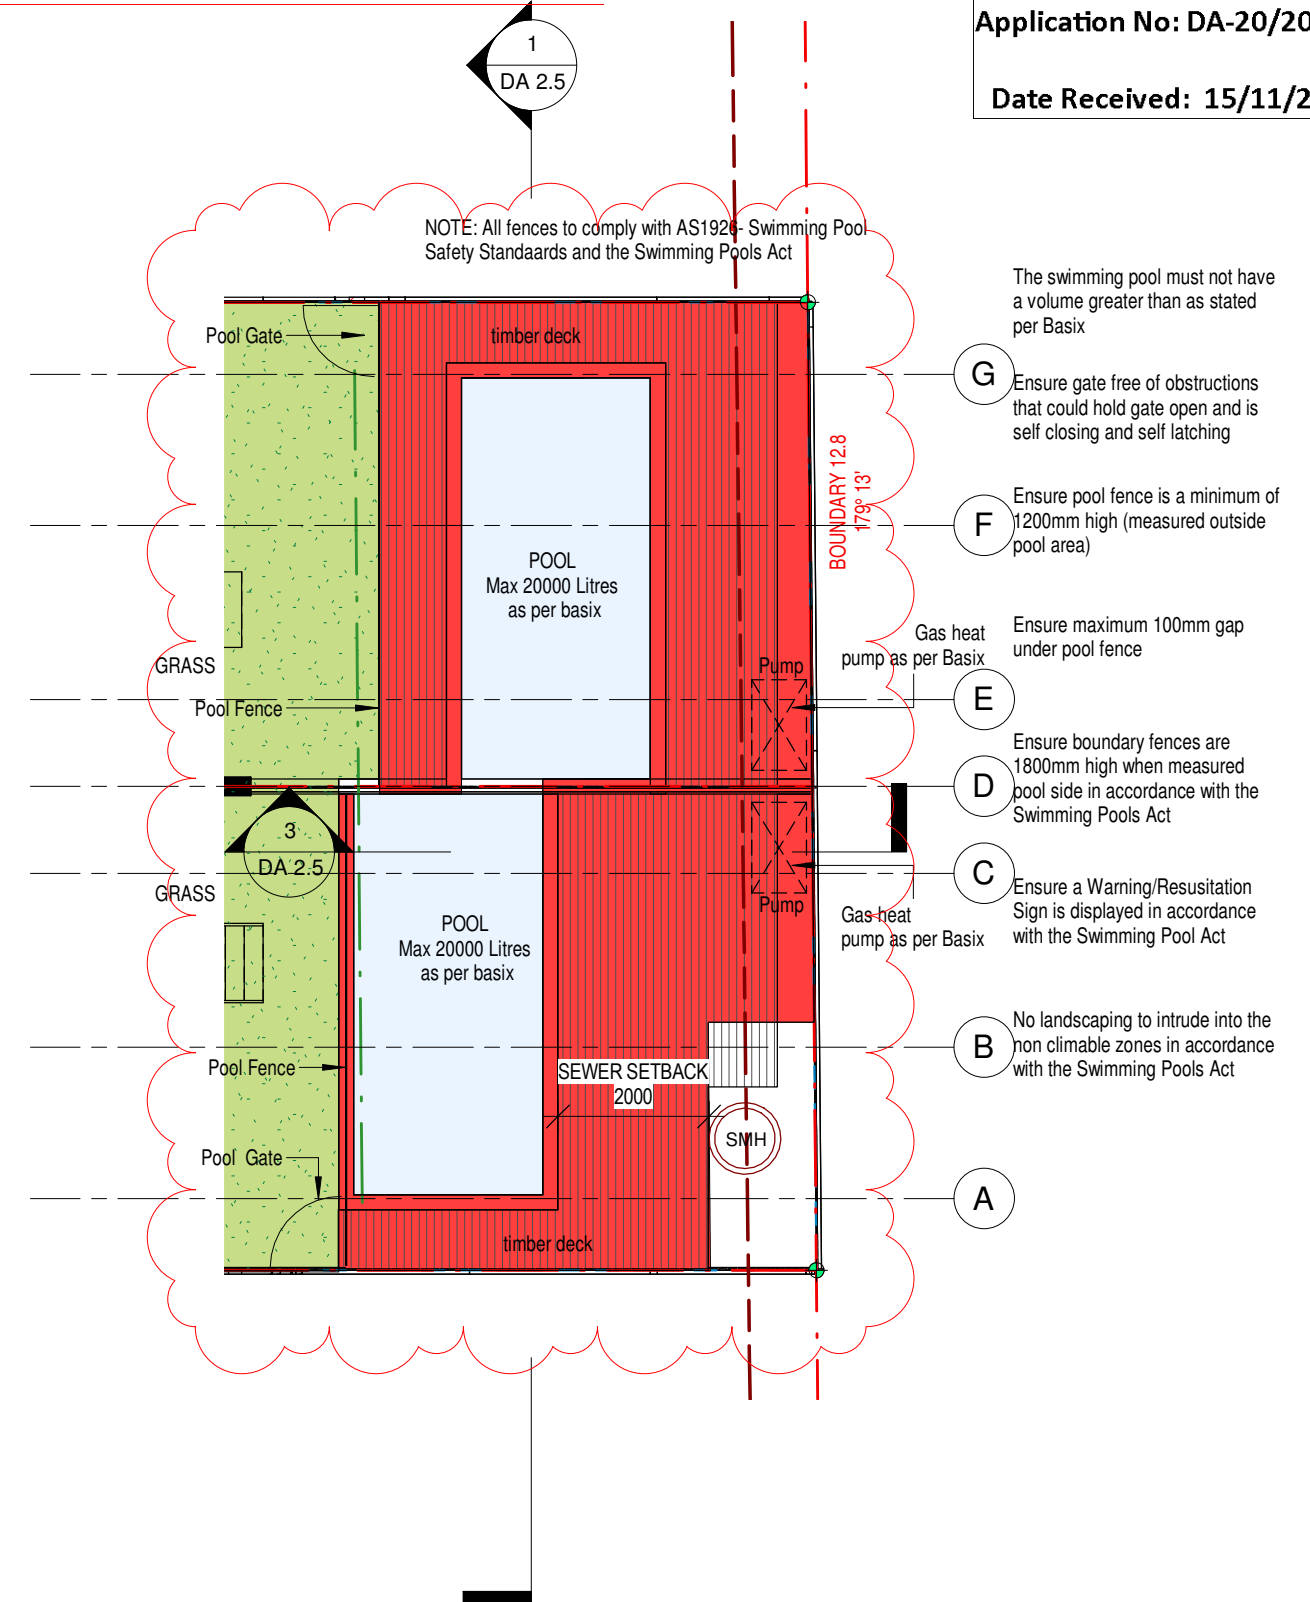 Application No: DA-20/20
Date Received: 15/11/2
1
DA 2.5
NOTE: All fences to comply with AS1926- Swimming Pool
Safety Standaards and the Swimming Pools Act
The swimming pool must not have
a volume greater than as stated
per Basix
Pool Gate
timber deck
G
Ensure gate free of obstructions
that could hold gate open and is
self closing and self latching
BOUNDARY 12.8
179° 13'
F
Ensure pool fence is a minimum of
1200mm high (measured outside
pool area)
POOL
Max 20000 Litres
as per basix
Ensure maximum 100mm gap
under pool fence
Gas heat
pump as per Basix
GRASS
Pump
Pool Fence
E
Ensure boundary fences are
1800mm high when measured
pool side in accordance with the
Swimming Pools Act
D
3
DA 2.5
C
GRASS
Ensure a Warning/Resusitation
Sign is displayed in accordance
with the Swimming Pool Act
Pump
Gas heat
pump as per Basix
POOL
Max 20000 Litres
as per basix
No landscaping to intrude into the
non climable zones in accordance
with the Swimming Pools Act
B
Pool Fence
SEWER SETBACK
2000
SMH
Pool Gate
A
timber deck